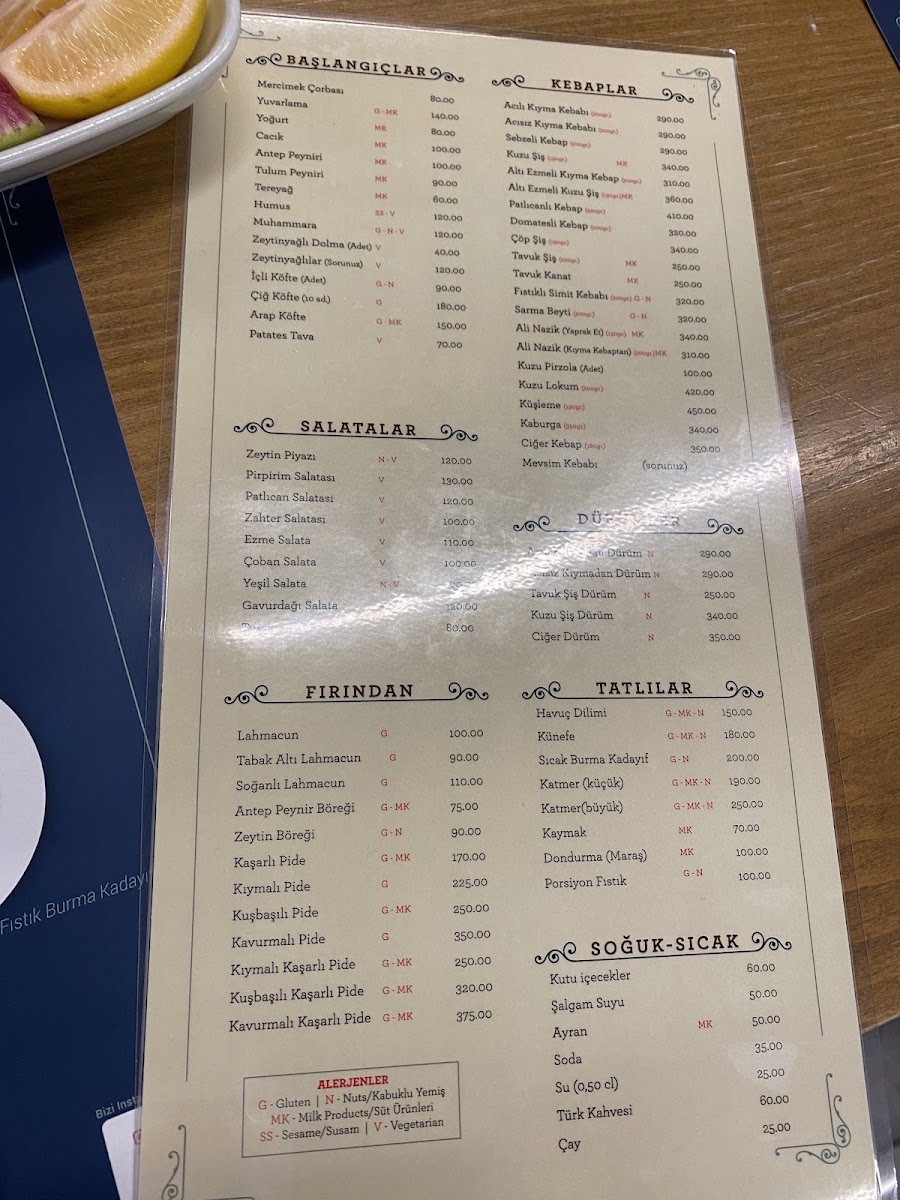 BAŞLANGIÇLAR
Mercimek Çorbası 80.00
Yuvarlama G - MK 140.00
Yoğurt MK 80.00
Cacık MK 100.00
Antep Peyniri MK 100.00
Tulum Peyniri MK 90.00
Tereyağ MK 60.00
Humus SS - V 120.00
Muhammara G - N - V 120.00
Zeytinyağlı Dolma (Adet) V 40.00
Zeytinyağlılar (Sorunuz) V 120.00
İçli Köfte (Adet) G - N 90.00
Çiğ Köfte (10 ad.) G 180.00
Arap Köfte G - MK 150.00
Patates Tava V 70.00
SALATALAR
Zeytin Piyazı N - V 120.00
Pirpirim Salatası V 130.00
Patlıcan Salatası V 120.00
Zahter Salatası V 100.00
Ezme Salata V 110.00
Çoban Salata V 100.00
Yeşil Salata N - V
Gavurdağı Salata 120.00
80.00
FIRINDAN
Lahmacun G 100.00
Tabak Altı Lahmacun G 90.00
Soğanlı Lahmacun G 110.00
Antep Peynir Böreği G - MK 75.00
Zeytin Böreği G - N 90.00
Kaşarlı Pide G - MK 170.00
Kıymalı Pide G 225.00
Kuşbaşılı Pide G - MK 250.00
Kavurmalı Pide G 350.00
Kıymalı Kaşarlı Pide G - MK 250.00
Kuşbaşılı Kaşarlı Pide G - MK 320.00
Kavurmalı Kaşarlı Pide G - MK 375.00
ALERJENLER
G - Gluten | N - Nuts/Kabuklu Yemiş
MK - Milk Products/Süt Ürünleri
SS - Sesame/Susam | V - Vegetarian
KEBAPLAR
Acılı Kıyma Kebabı 290.00
Acısız Kıyma Kebabı 290.00
Sebzeli Kebap 290.00
Kuzu Şiş MK 340.00
Altı Ezmeli Kıyma Kebap 310.00
Altı Ezmeli Kuzu Şiş MK 360.00
Patlıcanlı Kebap 410.00
Domatesli Kebap 320.00
Çöp Şiş 340.00
Tavuk Şiş MK 250.00
Tavuk Kanat MK 250.00
Fıstıklı Simit Kebabı G - N 320.00
Sarma Beyti G - N 320.00
Ali Nazik (Yaprak Et) MK 340.00
Ali Nazik (Kıyma Kebaptan) MK 310.00
Kuzu Pirzola (Adet) 100.00
Kuzu Lokum 420.00
Küşleme 450.00
Kaburga 340.00
Ciğer Kebap 350.00
Mevsim Kebabı (sorunuz)
Dürüm N 290.00
Kıymadan Dürüm N 290.00
Tavuk Şiş Dürüm N 250.00
Kuzu Şiş Dürüm N 340.00
Ciğer Dürüm N 350.00
TATLILAR
Havuç Dilimi G - MK - N 150.00
Künefe G - MK - N 180.00
Sıcak Burma Kadayıf G - N 200.00
Katmer (küçük) G - MK - N 190.00
Katmer(büyük) G - MK - N 250.00
Kaymak MK 70.00
Dondurma (Maraş) MK 100.00
Porsiyon Fıstık G - N 100.00
SOĞUK-SICAK
Kutu içecekler 60.00
Şalgam Suyu 50.00
Ayran MK 50.00
Soda 35.00
Su (0,50 cl) 25.00
Türk Kahvesi 60.00
Çay 25.00
Fıstık Burma Kadayı
Bizi Inst